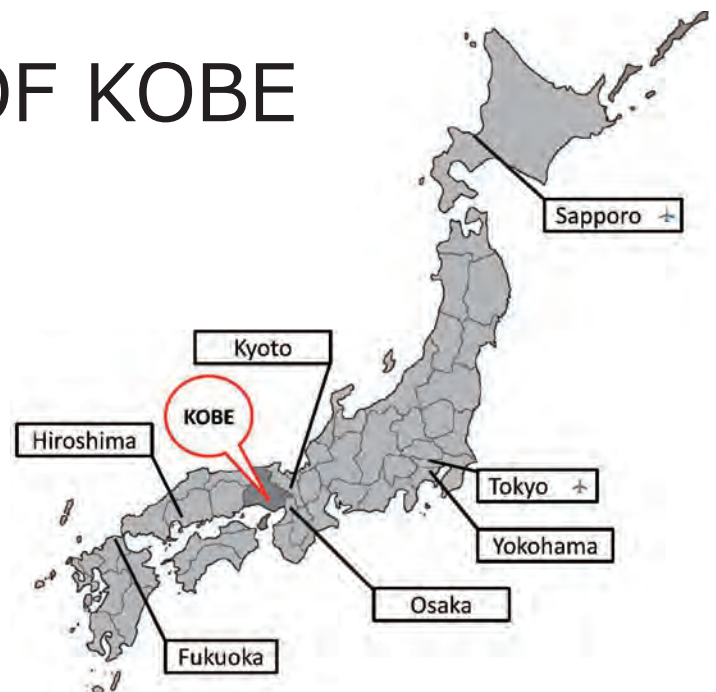 OF KOBE
Sapporo
Kyoto
KOBE
Hiroshima
Tokyo
Yokohama
Osaka
Fukuoka